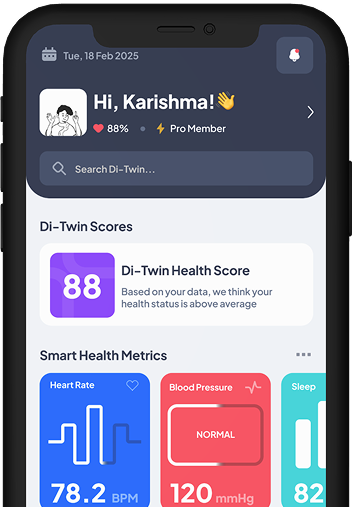 Tue, 18 Feb 2025
Hi, Karishma!👋
88% Pro Member
Search Di-Twin...
Di-Twin Scores
88
Di-Twin Health Score
Based on your data, we think your
health status is above average
Smart Health Metrics
Heart Rate
78.2 BPM
Blood Pressure
NORMAL
120 mmHg
Sleep
82